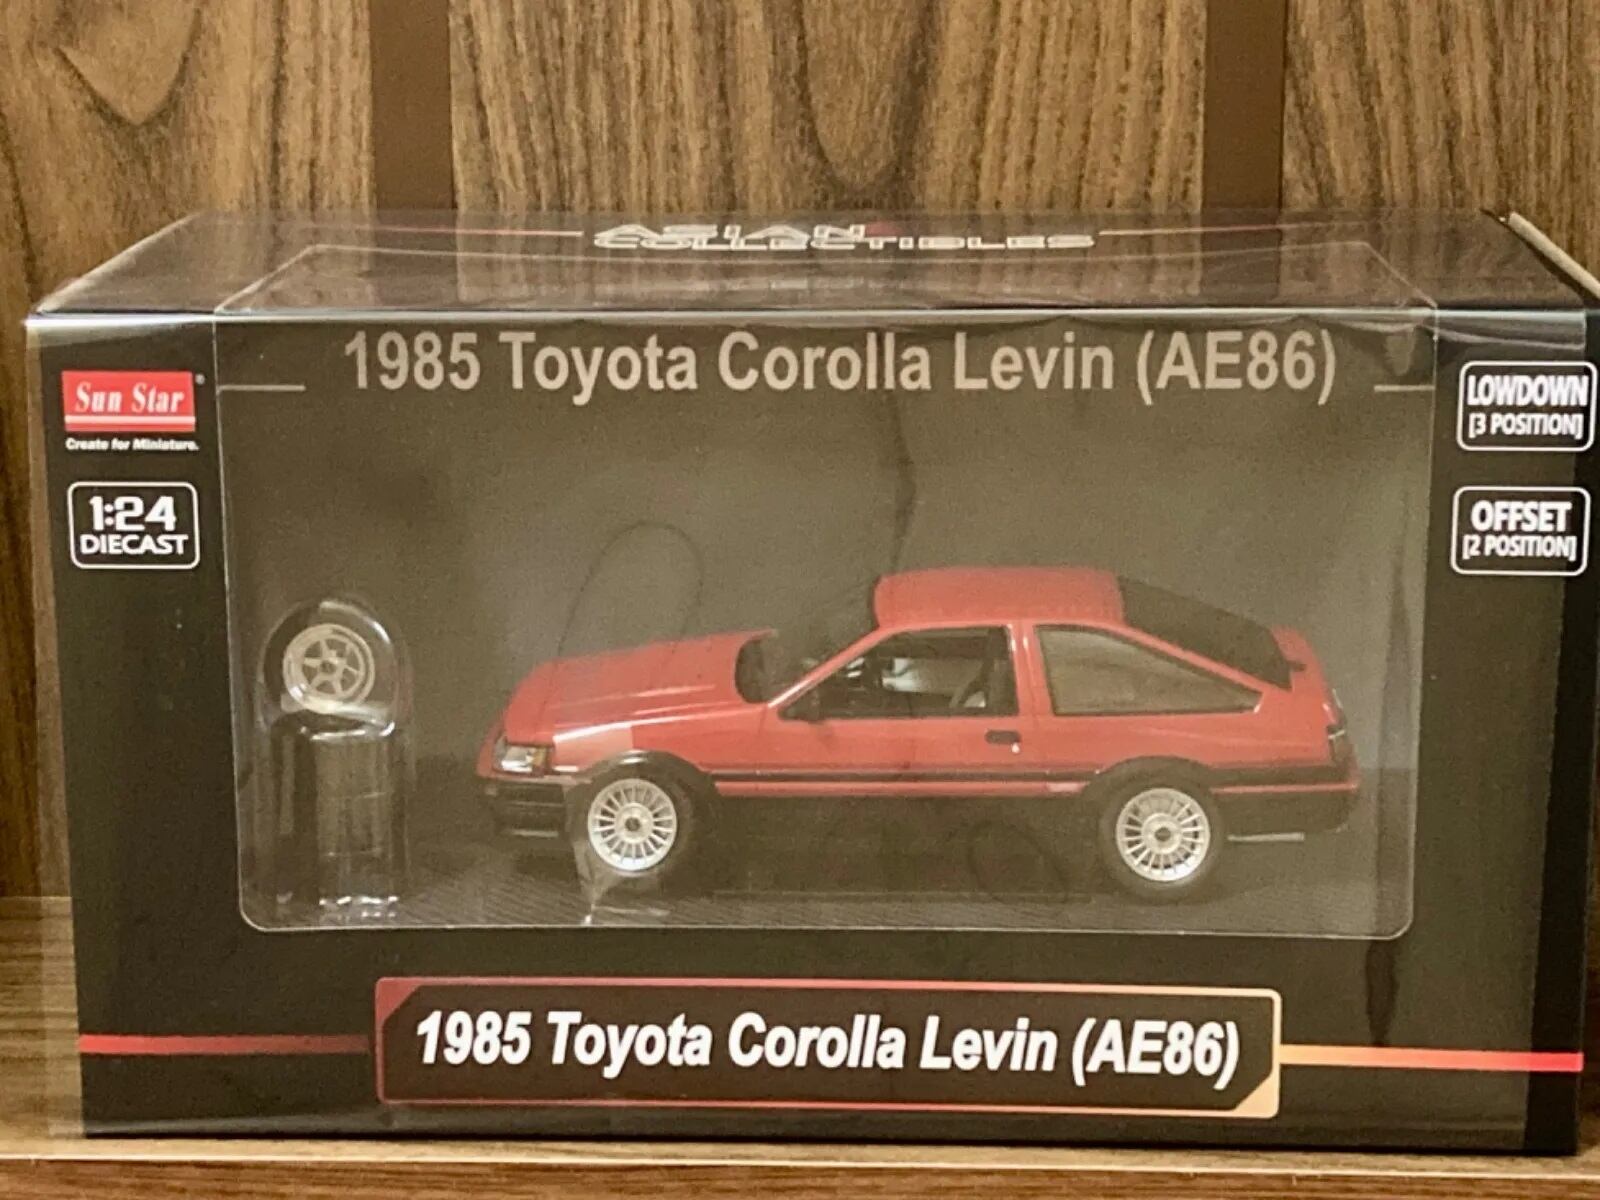 ASIAN
COLLECTIBLES
1985 Toyota Corolla Levin (AE86)
Sun Star®
Create for Miniature.
1:24
DIECAST
LOWDOWN
[3 POSITION]
OFFSET
[2 POSITION]
1985 Toyota Corolla Levin (AE86)